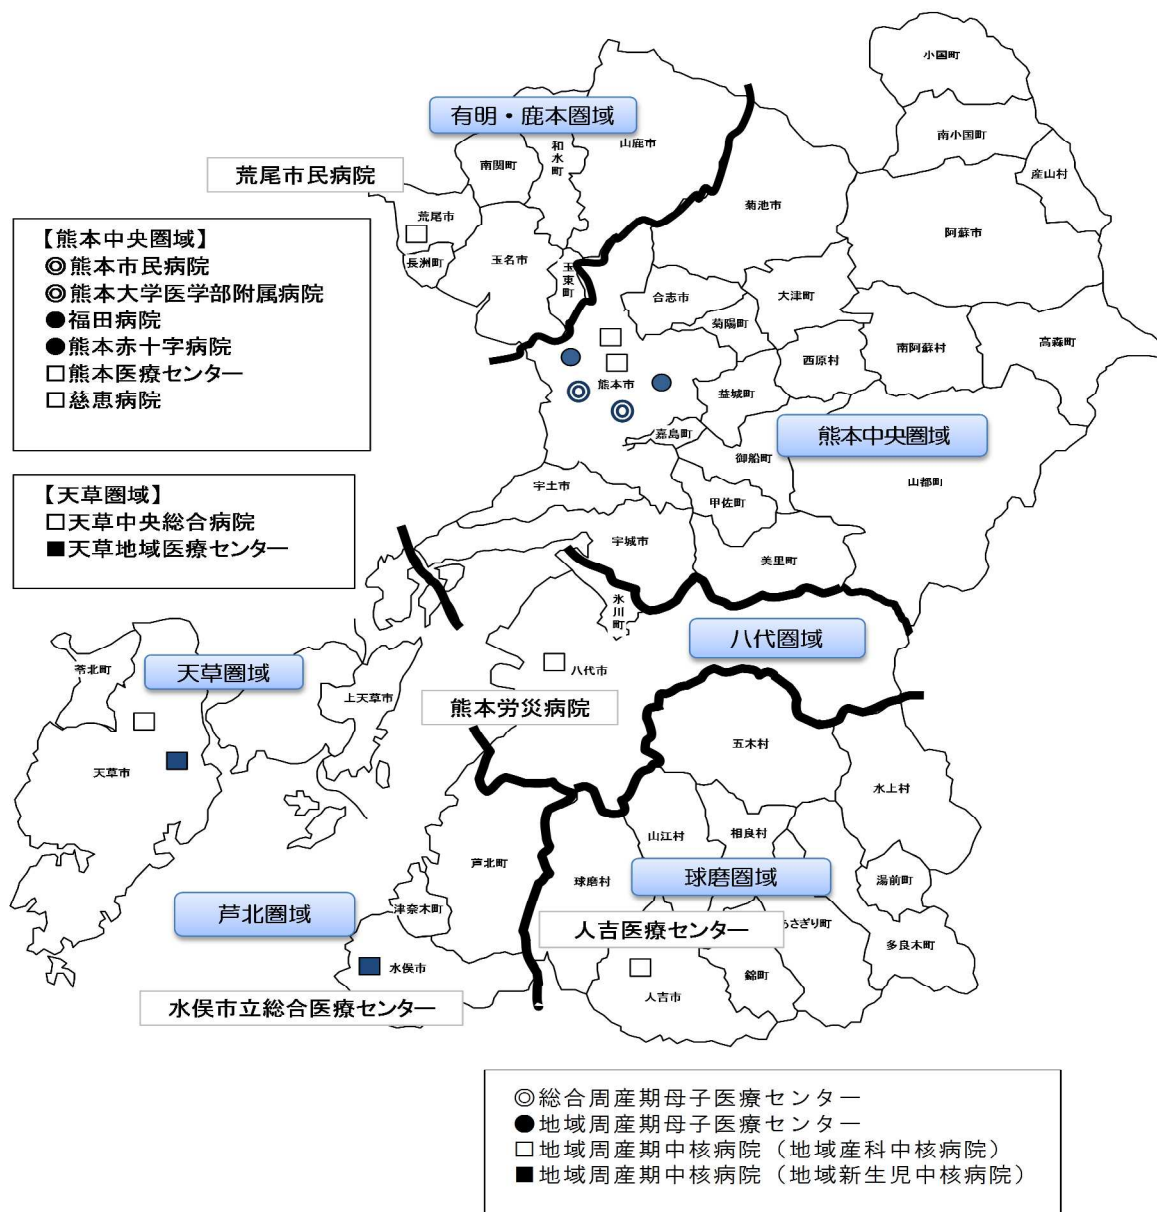 小国町
有明・鹿本圏域
南小国町
和水町
山鹿市
南関町
産山村
荒尾市民病院
菊池市
荒尾市
阿蘇市
【熊本中央圏域】
◎熊本市民病院
◎熊本大学医学部附属病院
●福田病院
●熊本赤十字病院
□熊本医療センター
□慈恵病院
玉名市
長洲町
玉東町
合志市
大津町
菊陽町
西原村
南阿蘇村
高森町
熊本市
益城町
嘉島町
熊本中央圏域
御船町
山都町
【天草圏域】
□天草中央総合病院
■天草地域医療センター
宇土市
甲佐町
宇城市
美里町
氷川町
八代圏域
苓北町
天草圏域
八代市
上天草市
熊本労災病院
五木村
天草市
水上村
山江村
相良村
芦北町
球磨村
球磨圏域
湯前町
芦北圏域
津奈木町
人吉医療センター
あさぎり町
多良木町
水俣市
錦町
人吉市
水俣市立総合医療センター
◎総合周産期母子医療センター
●地域周産期母子医療センター
□地域周産期中核病院（地域産科中核病院）
■地域周産期中核病院（地域新生児中核病院）